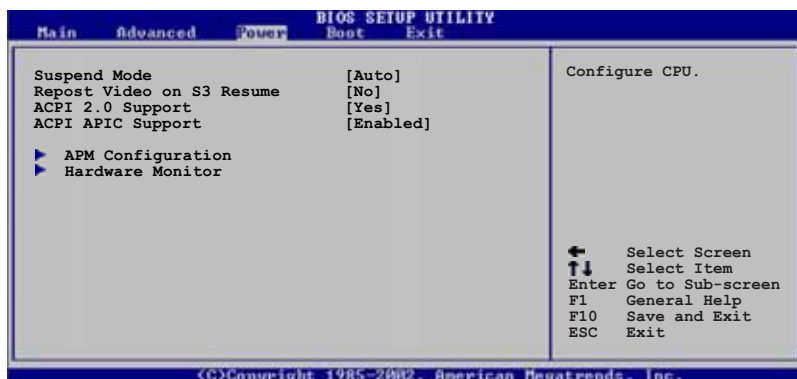 BIOS SETUP UTILITY
Main Advanced Power Boot Exit
Suspend Mode [Auto]
Repost Video on S3 Resume [No]
ACPI 2.0 Support [Yes]
ACPI APIC Support [Enabled]
APM Configuration
Hardware Monitor
Configure CPU.
Select Screen
Select Item
Enter Go to Sub-screen
F1 General Help
F10 Save and Exit
ESC Exit
(C)Copyright 1985-2002, American Megatrends, Inc.